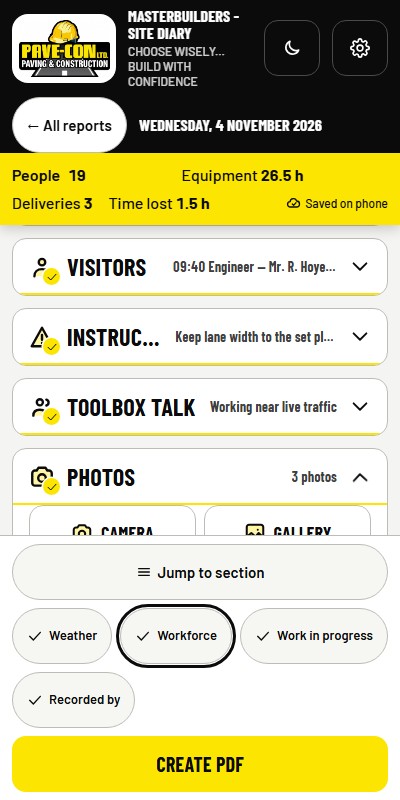 PAVE-CON LTD.
PAVING & CONSTRUCTION
MASTERBUILDERS -
SITE DIARY
CHOOSE WISELY...
BUILD WITH
CONFIDENCE
← All reports
WEDNESDAY, 4 NOVEMBER 2026
People 19
Equipment 26.5 h
Deliveries 3
Time lost 1.5 h
Saved on phone
VISITORS
09:40 Engineer – Mr. R. Hoye...
INSTRUC...
Keep lane width to the set pl...
TOOLBOX TALK
Working near live traffic
PHOTOS
3 photos
CAMERA
GALLERY
Jump to section
Weather
Workforce
Work in progress
Recorded by
CREATE PDF